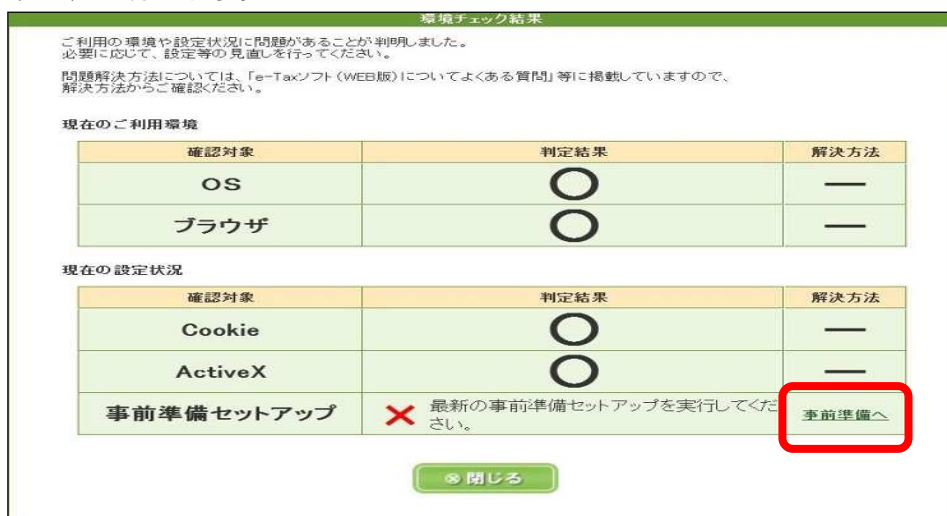 環境チェック結果
ご利用の環境や設定状況に問題があることが判明しました。
必要に応じて、設定等の見直しを行ってください。
問題解決方法については、「e-Taxソフト(WEB版)についてよくある質問」等に掲載していますので、
解決方法からご確認ください。
現在のご利用環境
確認対象 判定結果 解決方法
OS ○ ―
ブラウザ ○ ―
現在の設定状況
確認対象 判定結果 解決方法
Cookie ○ ―
ActiveX ○ ―
事前準備セットアップ × 最新の事前準備セットアップを実行してくだ
さい。
事前準備へ
⊗閉じる